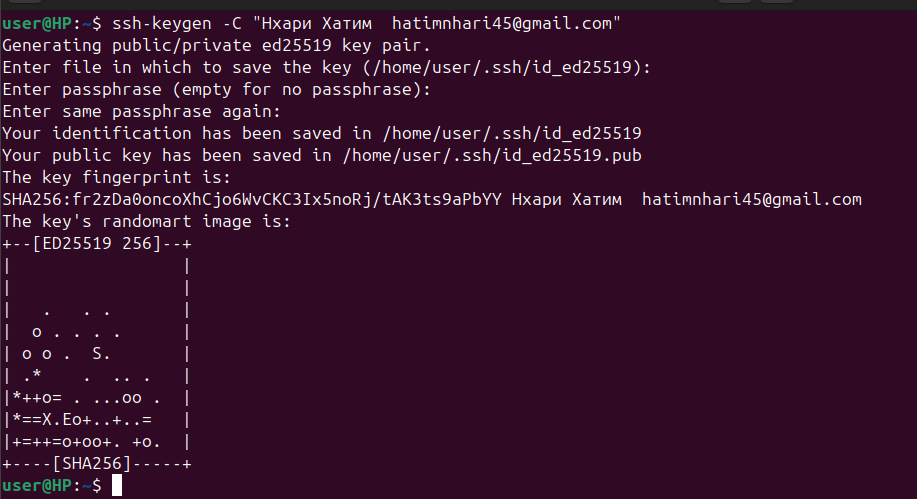 user@HP:~$ ssh-keygen -C "Нхари Хатим  hatimnhari45@gmail.com"
Generating public/private ed25519 key pair.
Enter file in which to save the key (/home/user/.ssh/id_ed25519):
Enter passphrase (empty for no passphrase):
Enter same passphrase again:
Your identification has been saved in /home/user/.ssh/id_ed25519
Your public key has been saved in /home/user/.ssh/id_ed25519.pub
The key fingerprint is:
SHA256:fr2zDa0oncoXhCjo6WvCKC3Ix5noRj/tAK3ts9aPbYY Нхари Хатим  hatimnhari45@gmail.com
The key's randomart image is:
+--[ED25519 256]--+
|                 |
|                 |
|   .   . .       |
|  o . . . .      |
| o o .  S.       |
| .*    .  .. .   |
|*++o= . ...oo .  |
|*==X.Eo+..+..=   |
|+=++=o+oo+. +o.  |
+----[SHA256]-----+
user@HP:~$